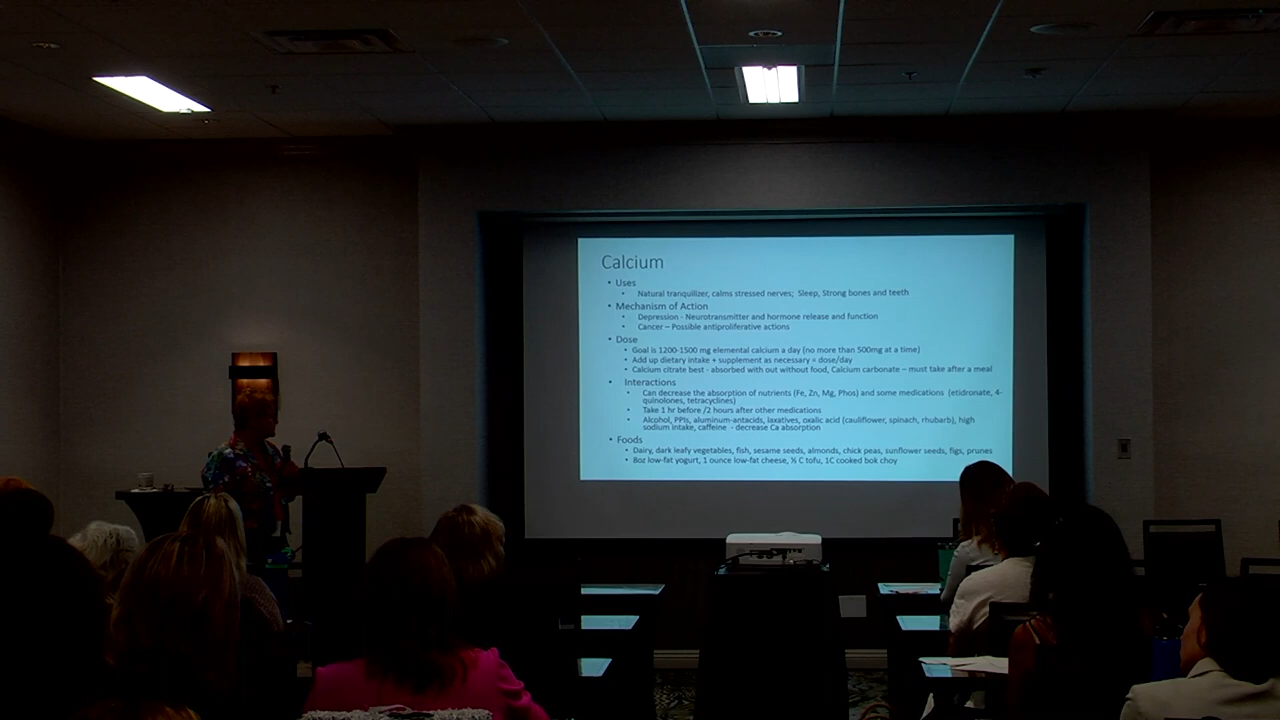 Calcium
• Uses
• Natural tranquilizer, calms stressed nerves; Sleep, Strong bones and teeth
• Mechanism of Action
• Depression - Neurotransmitter and hormone release and function
• Cancer – Possible antiproliferative actions
• Dose
• Goal is 1200-1500 mg elemental calcium a day (no more than 500mg at a time)
• Add up dietary intake + supplement as necessary = dose/day
• Calcium citrate best - absorbed with out without food, Calcium carbonate – must take after a meal
• Interactions
• Can decrease the absorption of nutrients (Fe, Zn, Mg, Phos) and some medications (etidronate, 4-
quinolones, tetracyclines)
• Take 1 hr before /2 hours after other medications
• Alcohol, PPIs, aluminum-antacids, laxatives, oxalic acid (cauliflower, spinach, rhubarb), high
sodium intake, caffeine - decrease Ca absorption
• Foods
• Dairy, dark leafy vegetables, fish, sesame seeds, almonds, chick peas, sunflower seeds, figs, prunes
• 8oz low-fat yogurt, 1 ounce low-fat cheese, ½ C tofu, 1C cooked bok choy